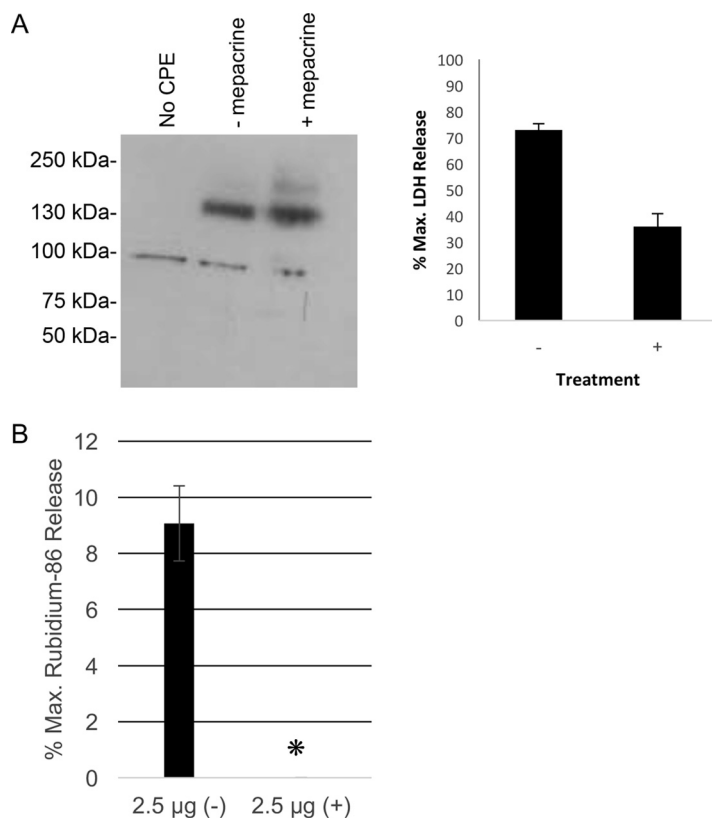 A
No CPE
- mepacrine
+ mepacrine
250 kDa-
130 kDa-
100 kDa-
75 kDa-
50 kDa-
% Max. LDH Release
100
90
80
70
60
50
40
30
20
10
0
-
+
Treatment
B
% Max. Rubidium-86 Release
12
10
8
6
4
2
0
*
2.5 µg (-)
2.5 µg (+)